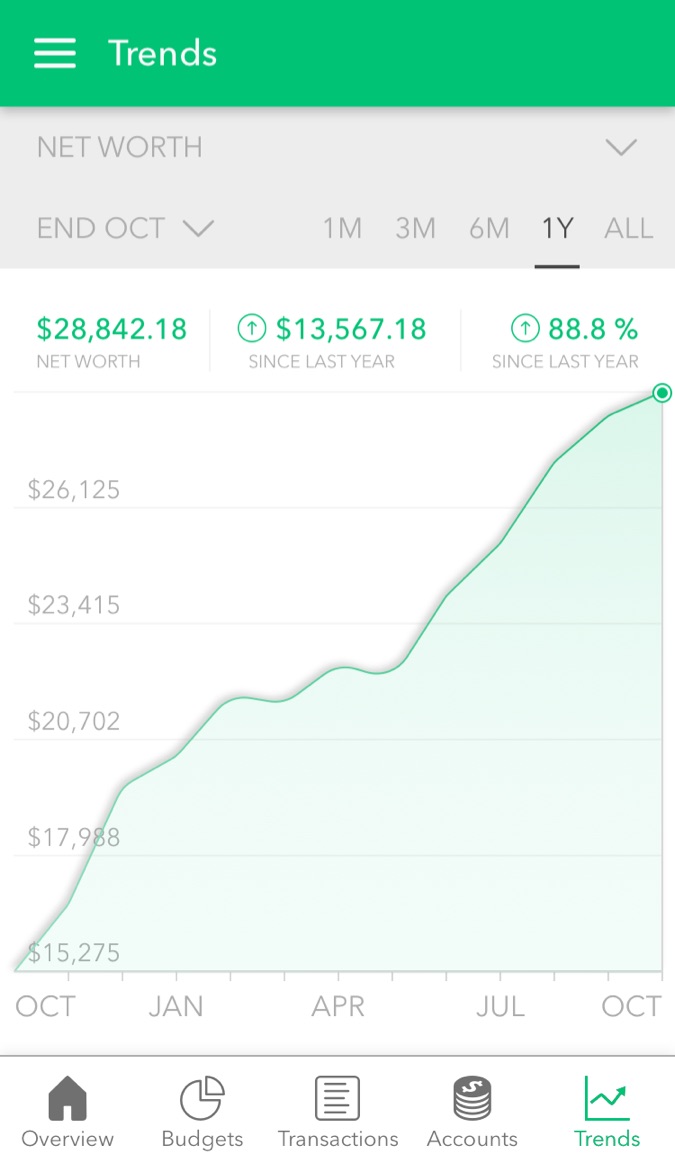 Trends
NET WORTH
END OCT 1M 3M 6M 1Y ALL
$28,842.18 $13,567.18 88.8 %
NET WORTH SINCE LAST YEAR SINCE LAST YEAR
$26,125
$23,415
$20,702
$17,988
$15,275
OCT JAN APR JUL OCT
Overview Budgets Transactions Accounts Trends